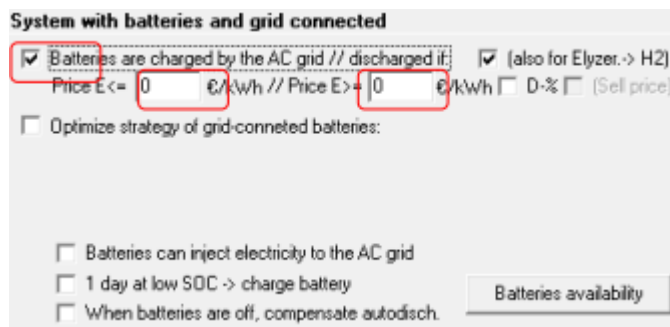 System with batteries and grid connected
Batteries are charged by the AC grid // discharged if: (also for Elyzer.-> H2)
Price E<= 0 €/kWh // Price E>= 0 €/kWh D-% (Sell price)
Optimize strategy of grid-conneted batteries:
Batteries can inject electricity to the AC grid
1 day at low SOC -> charge battery
Batteries availability
When batteries are off, compensate autodisch.